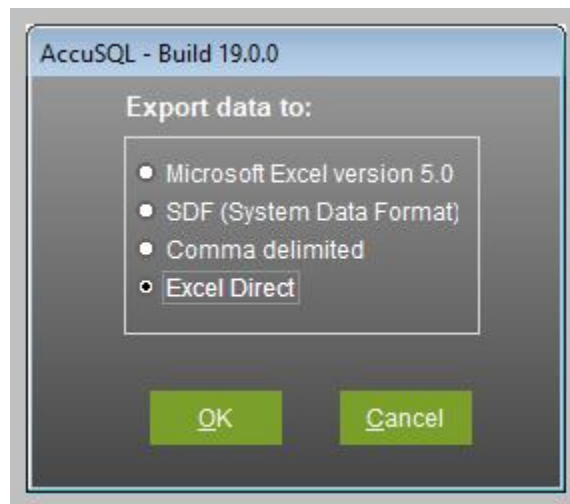 AccuSQL - Build 19.0.0
Export data to:
Microsoft Excel version 5.0
SDF (System Data Format)
Comma delimited
Excel Direct
OK
Cancel